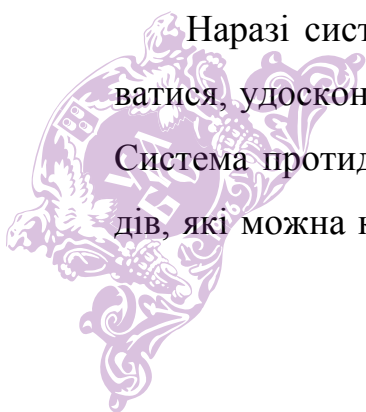 Наразі сист
ватися, удоскон
Система протид
дів, які можна н